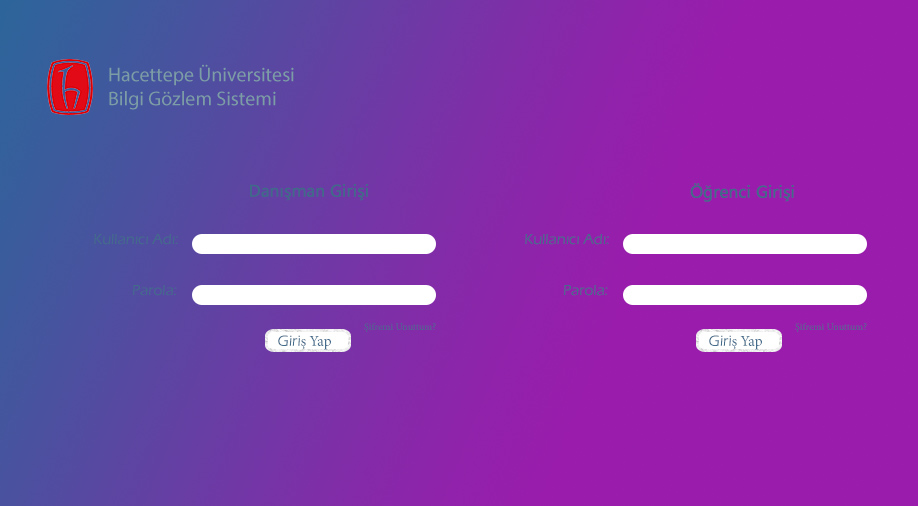 Hacettepe Üniversitesi
Bilgi Gözlem Sistemi
Danışman Girişi
Kullanıcı Adı:
Parola:
Şifremi Unuttum!
Giriş Yap
Öğrenci Girişi
Kullanıcı Adı:
Parola:
Şifremi Unuttum!
Giriş Yap